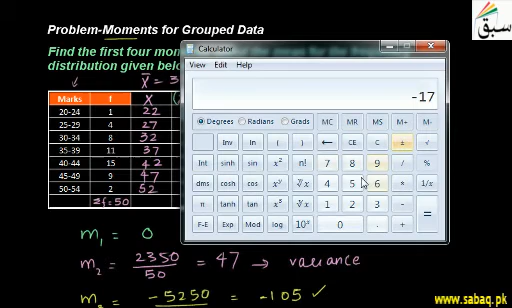 Problem-Moments for Grouped Data
سبق
Find the first four mom
distribution given below
x̄ = 3
Calculator
View Edit Help
-17
Degrees Radians Grads MC MR MS M+ M-
Inv ln ( ) ← CE C ± √
Int sinh sin x² n! 7 8 9 / %
dms cosh cos xʸ ʸ√x 4 5 6 * 1/x
π tanh tan x³ ³√x 1 2 3 - =
F-E Exp Mod log 10ˣ 0 . +
Marks f X
20-24 1 22
25-29 4 27
30-34 8 32
35-39 11 37
40-44 15 42
45-49 9 47
50-54 2 52
Σf=50
m₁ = 0
m₂ = 2350/50 = 47 → variance
-5250 = -105 ✓
www.sabaq.pk